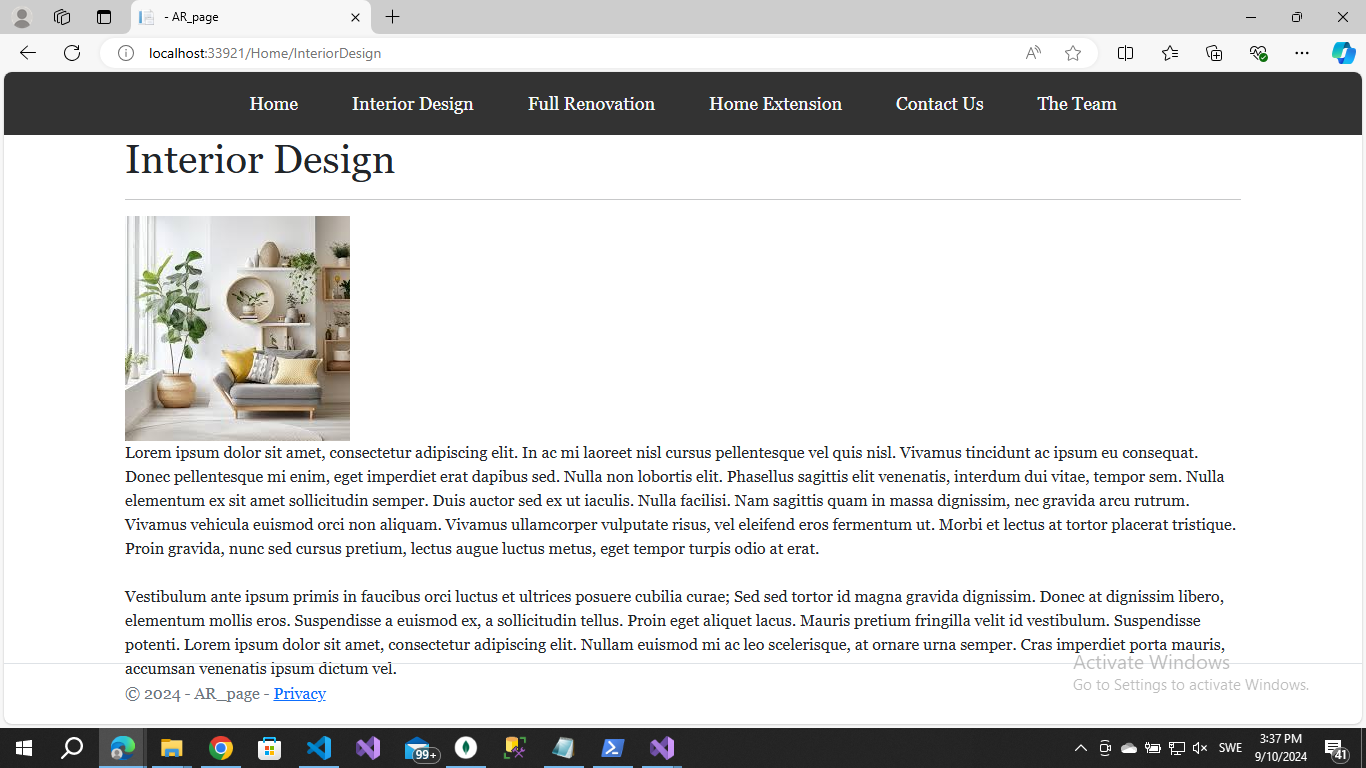 - AR_page
localhost:33921/Home/InteriorDesign
Home Interior Design Full Renovation Home Extension Contact Us The Team
Interior Design
Lorem ipsum dolor sit amet, consectetur adipiscing elit. In ac mi laoreet nisl cursus pellentesque vel quis nisl. Vivamus tincidunt ac ipsum eu consequat.
Donec pellentesque mi enim, eget imperdiet erat dapibus sed. Nulla non lobortis elit. Phasellus sagittis elit venenatis, interdum dui vitae, tempor sem. Nulla
elementum ex sit amet sollicitudin semper. Duis auctor sed ex ut iaculis. Nulla facilisi. Nam sagittis quam in massa dignissim, nec gravida arcu rutrum.
Vivamus vehicula euismod orci non aliquam. Vivamus ullamcorper vulputate risus, vel eleifend eros fermentum ut. Morbi et lectus at tortor placerat tristique.
Proin gravida, nunc sed cursus pretium, lectus augue luctus metus, eget tempor turpis odio at erat.
Vestibulum ante ipsum primis in faucibus orci luctus et ultrices posuere cubilia curae; Sed sed tortor id magna gravida dignissim. Donec at dignissim libero,
elementum mollis eros. Suspendisse a euismod ex, a sollicitudin tellus. Proin eget aliquet lacus. Mauris pretium fringilla velit id vestibulum. Suspendisse
potenti. Lorem ipsum dolor sit amet, consectetur adipiscing elit. Nullam euismod mi ac leo scelerisque, at ornare urna semper. Cras imperdiet porta mauris,
accumsan venenatis ipsum dictum vel.
© 2024 - AR_page - Privacy
Activate Windows
Go to Settings to activate Windows.
99+
SWE
3:37 PM
9/10/2024
41